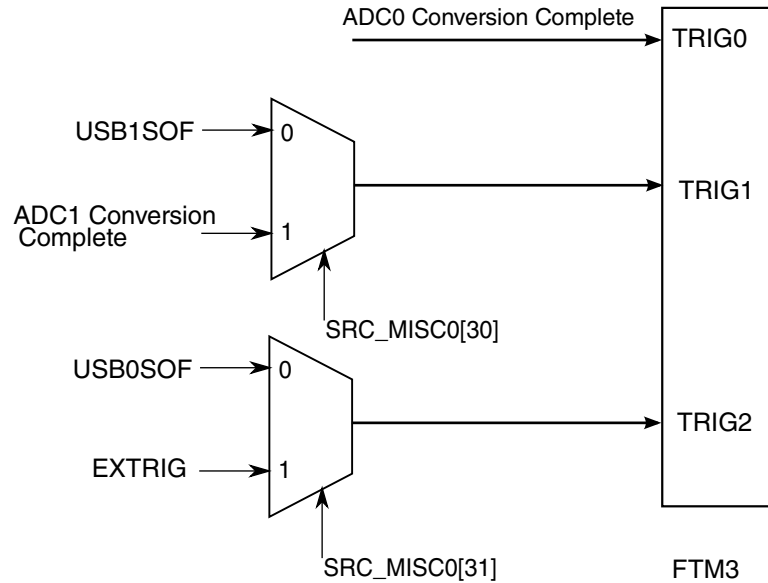 ADC0 Conversion Complete
TRIG0
USB1SOF
0
ADC1 Conversion
Complete
1
TRIG1
SRC_MISC0[30]
USB0SOF
0
EXTRIG
1
TRIG2
SRC_MISC0[31]
FTM3